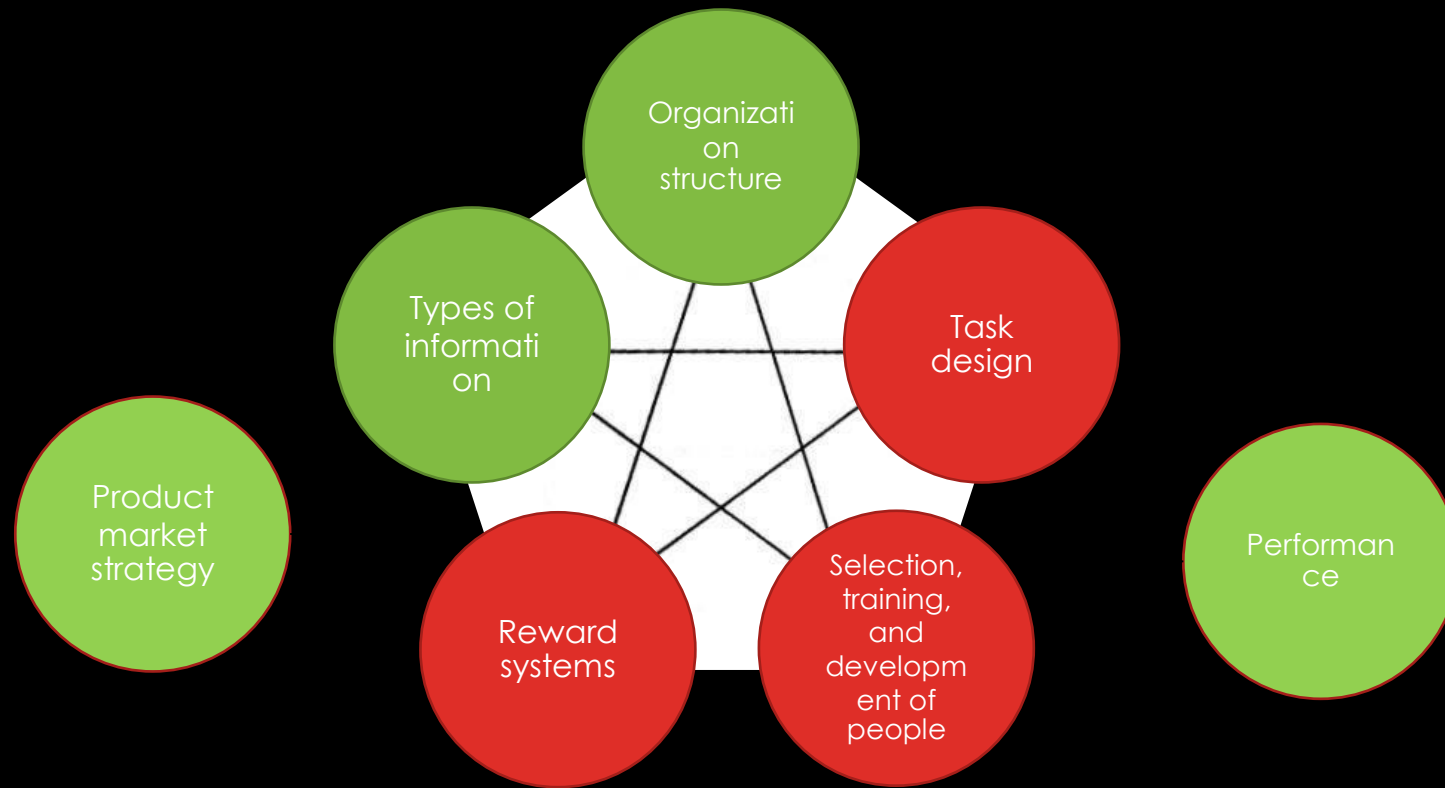 Organizati
on
structure
Types of
informati
on
Task
design
Product
market
strategy
Performan
ce
Reward
systems
Selection,
training,
and
developm
ent of
people